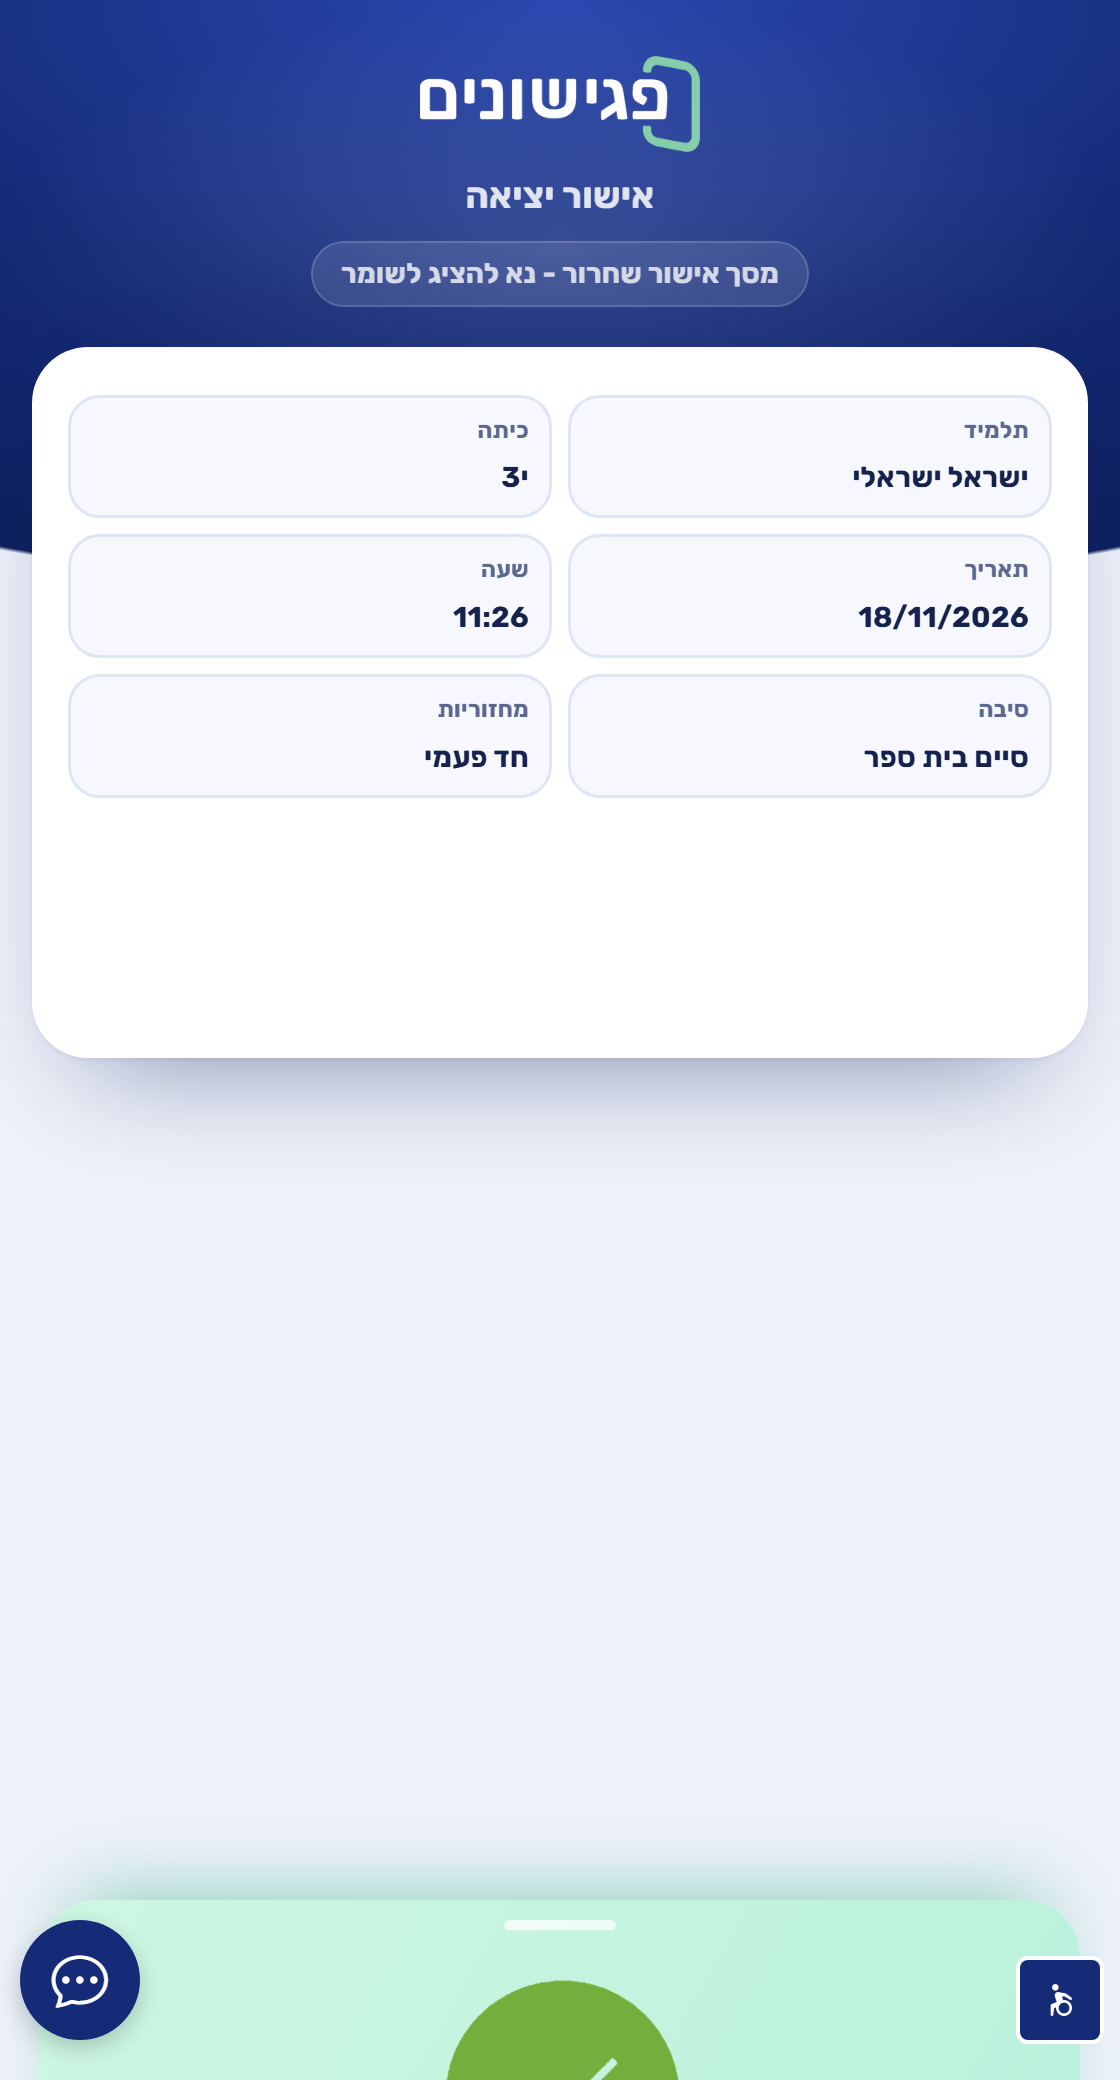 פגישונים
אישור יציאה
מסך אישור שחרור - נא להציג לשומר
תלמיד
ישראל ישראלי
כיתה
י3
תאריך
18/11/2026
שעה
11:26
סיבה
סיים בית ספר
מחזוריות
חד פעמי